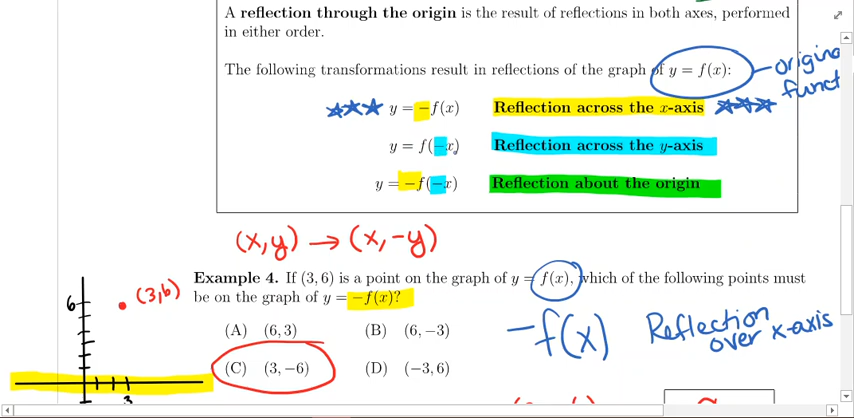 A reflection through the origin is the result of reflections in both axes, performed
in either order.
The following transformations result in reflections of the graph of y = f(x):
original
funct
y = −f(x) Reflection across the x-axis
y = f(−x) Reflection across the y-axis
y = −f(−x) Reflection about the origin
(x,y) → (x,-y)
Example 4. If (3, 6) is a point on the graph of y = f(x), which of the following points must
be on the graph of y = −f(x)?
6
(3,6)
(A) (6, 3) (B) (6, −3)
(C) (3, −6) (D) (−3, 6)
-f(x) Reflection
over x-axis
3